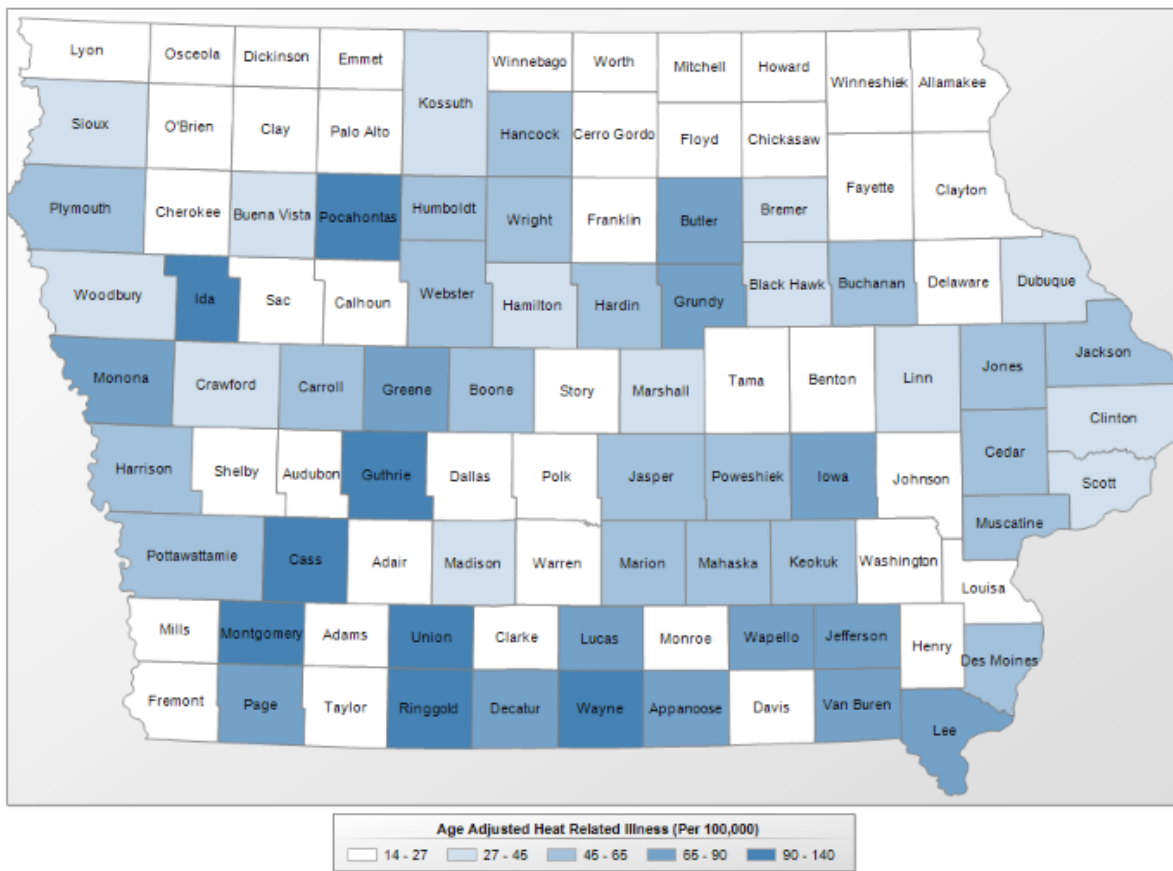 Lyon Osceola Dickinson Emmet Winnebago Worth Mitchell Howard Winneshiek Allamakee
Kossuth
Sioux O'Brien Clay Palo Alto Hancock Cerro Gordo Floyd Chickasaw
Fayette Clayton
Plymouth Cherokee Buena Vista Pocahontas Humboldt Wright Franklin Butler Bremer
Woodbury Ida Sac Calhoun Webster Hamilton Hardin Grundy Black Hawk Buchanan Delaware Dubuque
Monona Crawford Carroll Greene Boone Story Marshall Tama Benton Linn Jones Jackson
Clinton
Harrison Shelby Audubon Guthrie Dallas Polk Jasper Poweshiek Iowa Johnson Cedar Scott
Muscatine
Pottawattamie Cass Adair Madison Warren Marion Mahaska Keokuk Washington
Louisa
Mills Montgomery Adams Union Clarke Lucas Monroe Wapello Jefferson Henry
Des Moines
Fremont Page Taylor Ringgold Decatur Wayne Appanoose Davis Van Buren Lee
Age Adjusted Heat Related Illness (Per 100,000)
14 - 27 27 - 45 45 - 65 65 - 90 90 - 140